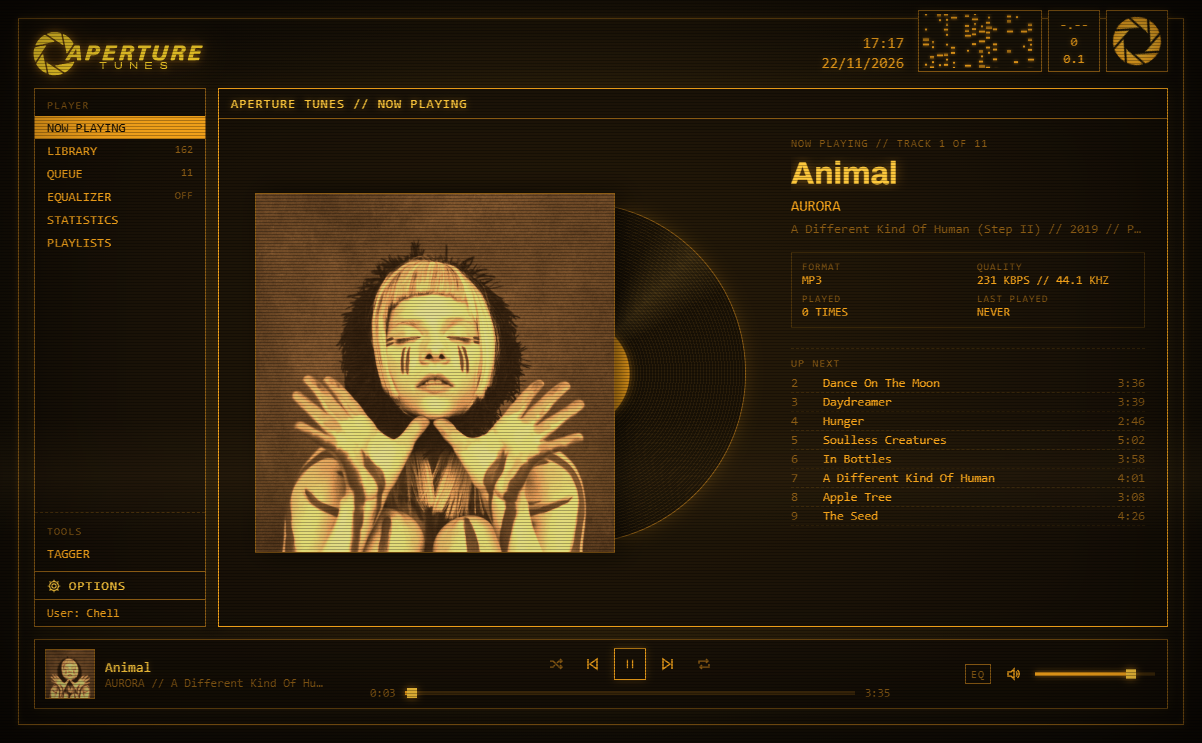 APERTURE
TUNES
17:17
22/11/2026
-.--
0
0.1
PLAYER
NOW PLAYING
LIBRARY 162
QUEUE 11
EQUALIZER OFF
STATISTICS
PLAYLISTS
TOOLS
TAGGER
OPTIONS
User: Chell
APERTURE TUNES // NOW PLAYING
NOW PLAYING // TRACK 1 OF 11
Animal
AURORA
A Different Kind Of Human (Step II) // 2019 // P…
FORMAT QUALITY
MP3 231 KBPS // 44.1 KHZ
PLAYED LAST PLAYED
0 TIMES NEVER
UP NEXT
2 Dance On The Moon 3:36
3 Daydreamer 3:39
4 Hunger 2:46
5 Soulless Creatures 5:02
6 In Bottles 3:58
7 A Different Kind Of Human 4:01
8 Apple Tree 3:08
9 The Seed 4:26
Animal
AURORA // A Different Kind Of Hu…
0:03 3:35
EQ